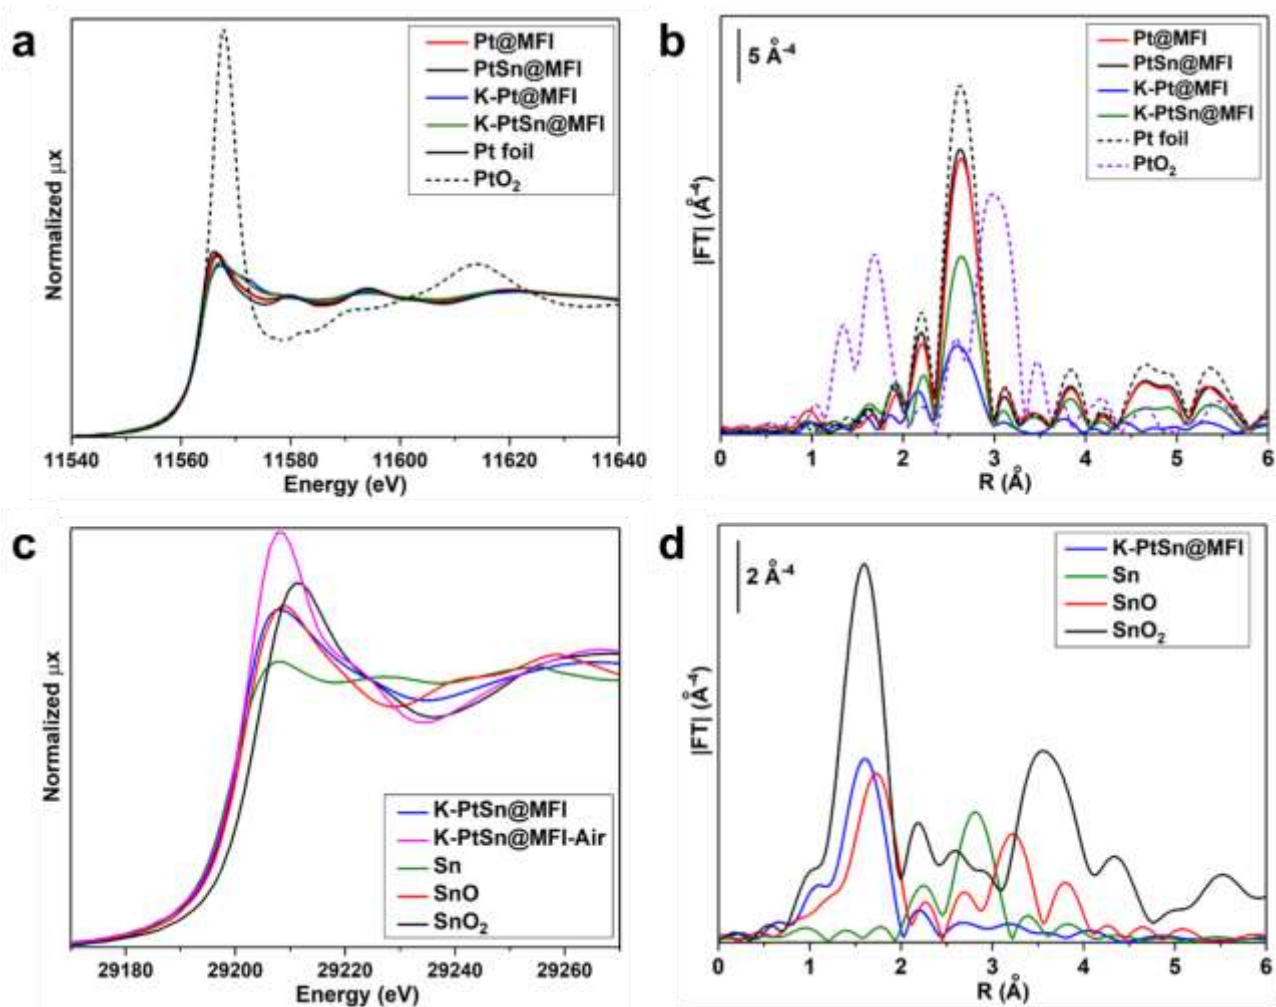 a
Pt@MFI
PtSn@MFI
K-Pt@MFI
K-PtSn@MFI
Pt foil
PtO₂
Normalized μx
11540 11560 11580 11600 11620 11640
Energy (eV)
b
5 Å⁻⁴
Pt@MFI
PtSn@MFI
K-Pt@MFI
K-PtSn@MFI
Pt foil
PtO₂
|FT| (Å⁻⁴)
0 1 2 3 4 5 6
R (Å)
c
K-PtSn@MFI
K-PtSn@MFI-Air
Sn
SnO
SnO₂
Normalized μx
29180 29200 29220 29240 29260
Energy (eV)
d
2 Å⁻⁴
K-PtSn@MFI
Sn
SnO
SnO₂
|FT| (Å⁻⁴)
0 1 2 3 4 5 6
R (Å)